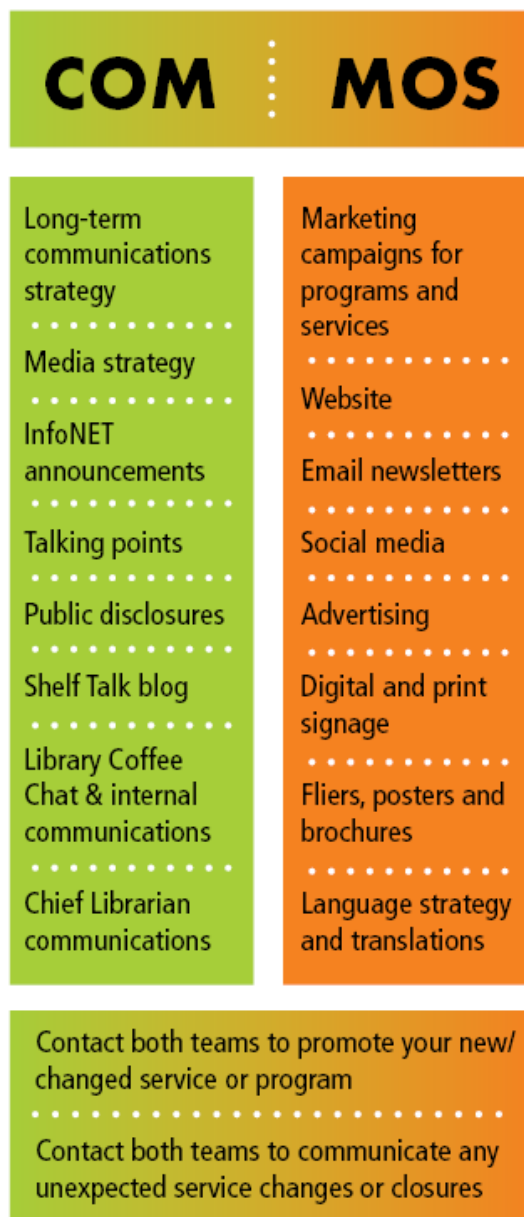 COM
MOS
Long-term
communications
strategy
Media strategy
InfoNET
announcements
Talking points
Public disclosures
Shelf Talk blog
Library Coffee
Chat & internal
communications
Chief Librarian
communications
Marketing
campaigns for
programs and
services
Website
Email newsletters
Social media
Advertising
Digital and print
signage
Fliers, posters and
brochures
Language strategy
and translations
Contact both teams to promote your new/
changed service or program
Contact both teams to communicate any
unexpected service changes or closures